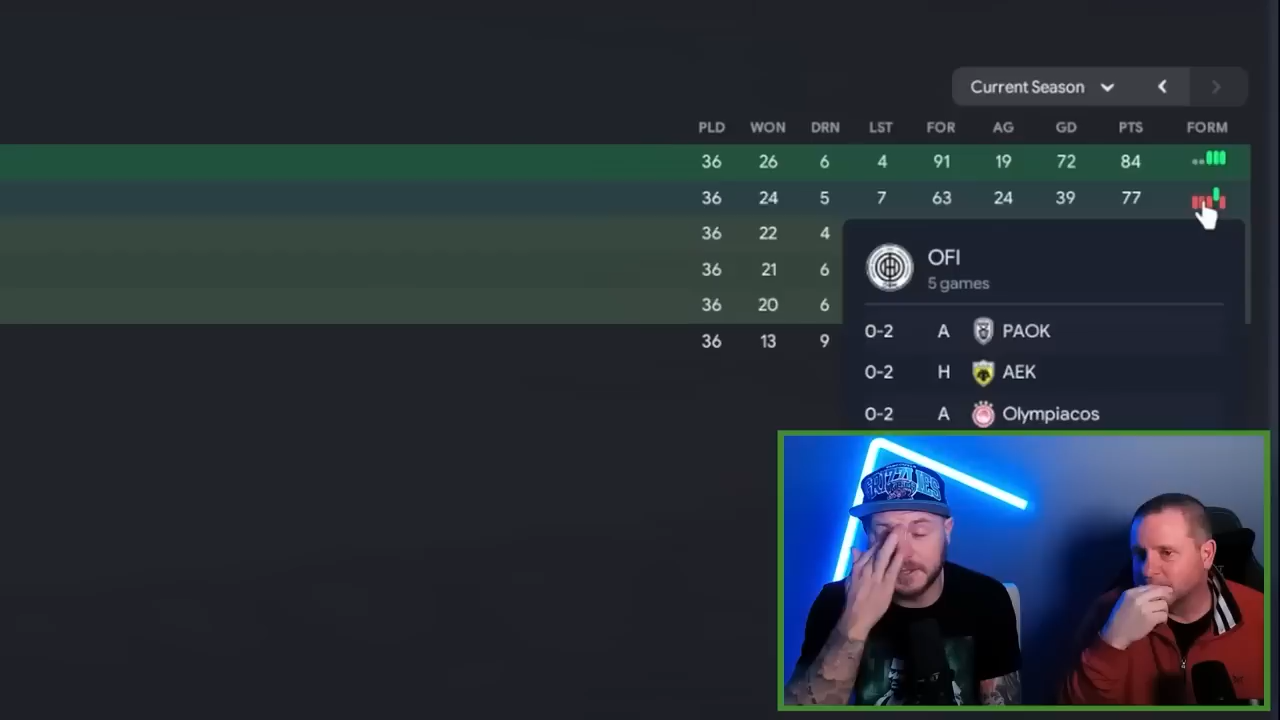 Current Season
PLD WON DRN LST FOR AG GD PTS FORM
36 26 6 4 91 19 72 84
36 24 5 7 63 24 39 77
36 22 4
36 21 6
36 20 6
36 13 9
OFI
5 games
0-2 A PAOK
0-2 H AEK
0-2 A Olympiacos
GRIZZLIES